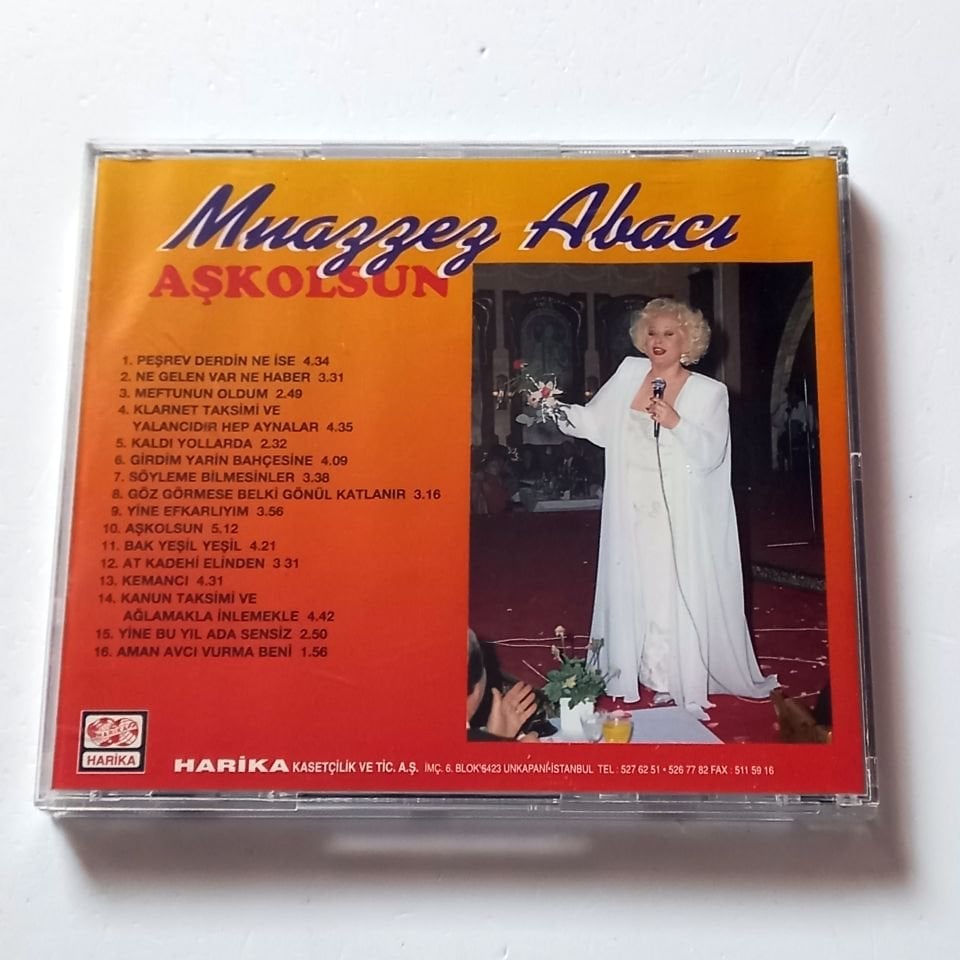 Muazzez Abacı
AŞKOLSUN
1. PEŞREV DERDİN NE İSE 4.34
2. NE GELEN VAR NE HABER 3.31
3. MEFTUNUN OLDUM 2.49
4. KLARNET TAKSİMİ VE
YALANCIDIR HEP AYNALAR 4.35
5. KALDI YOLLARDA 2.32
6. GİRDİM YARİN BAHÇESİNE 4.09
7. SÖYLEME BİLMESİNLER 3.38
8. GÖZ GÖRMESE BELKİ GÖNÜL KATLANIR 3.16
9. YİNE EFKARLIYIM 3.56
10. AŞKOLSUN 5.12
11. BAK YEŞİL YEŞİL 4.21
12. AT KADEHİ ELİNDEN 3 31
13. KEMANCI 4.31
14. KANUN TAKSİMİ VE
AĞLAMAKLA İNLEMEKLE 4.42
15. YİNE BU YIL ADA SENSİZ 2.50
16. AMAN AVCI VURMA BENİ 1.56
HARİKA
HARİKA
HARİKA KASETÇİLİK VE TİC. A.Ş. İMÇ. 6. BLOK 6423 UNKAPANI-İSTANBUL TEL : 527 62 51 • 526 77 82 FAX : 511 59 16